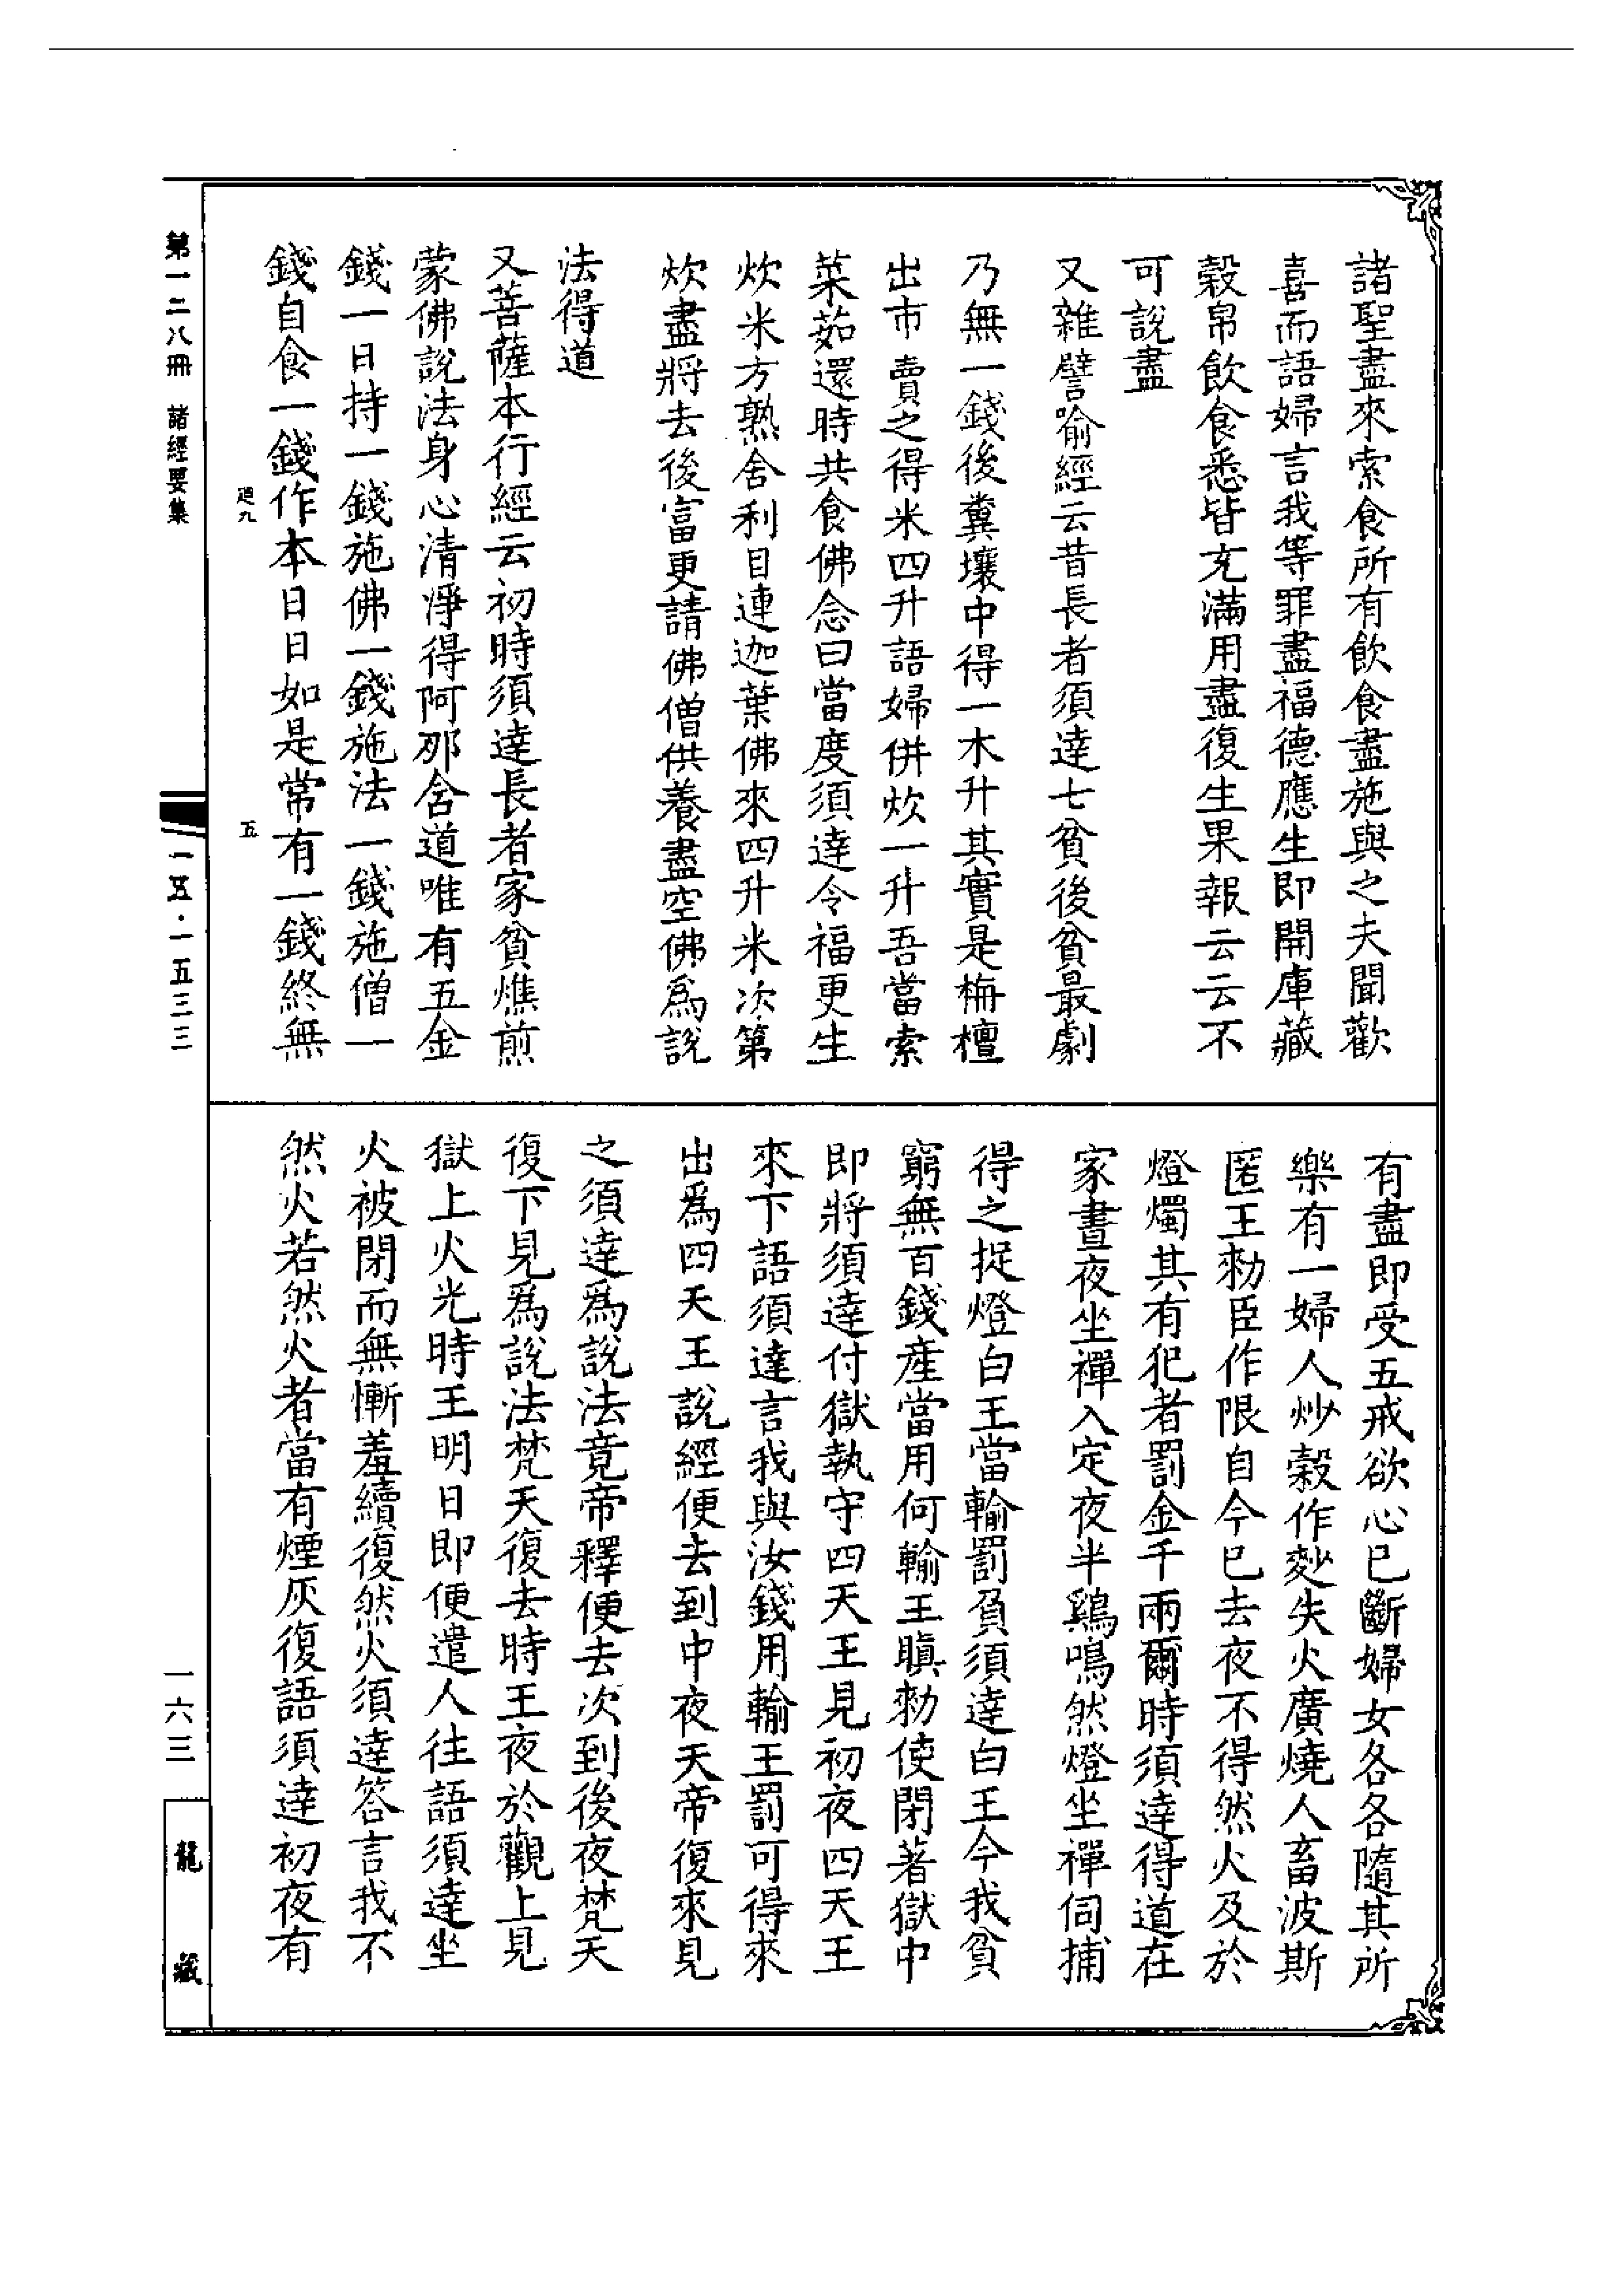 諸聖盡來索食所有飲食盡施與之夫聞歡
喜而語婦言我等罪盡福德應生即開庫藏
穀帛飲食悉皆充滿用盡復生果報云云不
可說盡
又雜譬喻經云昔長者須達七貧後貧最劇
乃無一錢後糞壤中得一木升其實是栴檀
出市賣之得米四升語婦併炊一升吾當索
菜茹還時共食佛念曰當度須達令福更生
炊米方熟舍利目連迦葉佛來四升米次第
炊盡將去後富更請佛僧供養盡空佛為說
法得道
又菩薩本行經云初時須達長者家貧燋煎
蒙佛說法身心清淨得阿那含道唯有五金
錢一日持一錢施佛一錢施法一錢施僧一
錢自食一錢作本日日如是常有一錢終無
有盡即受五戒欲心已斷婦女各各隨其所
樂有一婦人炒穀作麨失火廣燒人畜波斯
匿王勑臣作限自今已去夜不得然火及於
燈燭其有犯者罰金千兩爾時須達得道在
家晝夜坐禪入定夜半鷄鳴然燈坐禪伺捕
得之捉燈白王當輸罰負須達白王今我貧
窮無百錢產當用何輸王瞋勑使閉著獄中
即將須達付獄執守四天王見初夜四天王
來下語須達言我與汝錢用輸王罰可得來
出爲四天王說經便去到中夜天帝復來見
之須達爲說法竟帝釋便去次到後夜梵天
復下見爲說法梵天復去時王夜於觀上見
獄上火光時王明日即便遣人往語須達坐
火被閉而無慚羞續復然火須達答言我不
然火若然火者當有煙灰復語須達初夜有
第一二八冊 諸經要集
迴九
五
一五·一五三三
一六三
龍藏